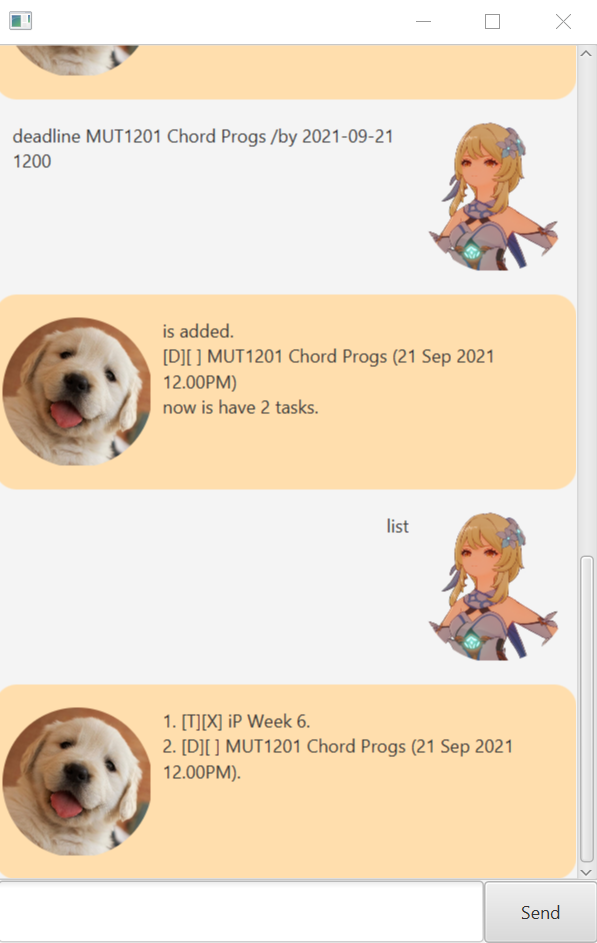 deadline MUT1201 Chord Progs /by 2021-09-21
1200
is added.
[D][ ] MUT1201 Chord Progs (21 Sep 2021
12.00PM)
now is have 2 tasks.
list
1. [T][X] iP Week 6.
2. [D][ ] MUT1201 Chord Progs (21 Sep 2021
12.00PM).
Send